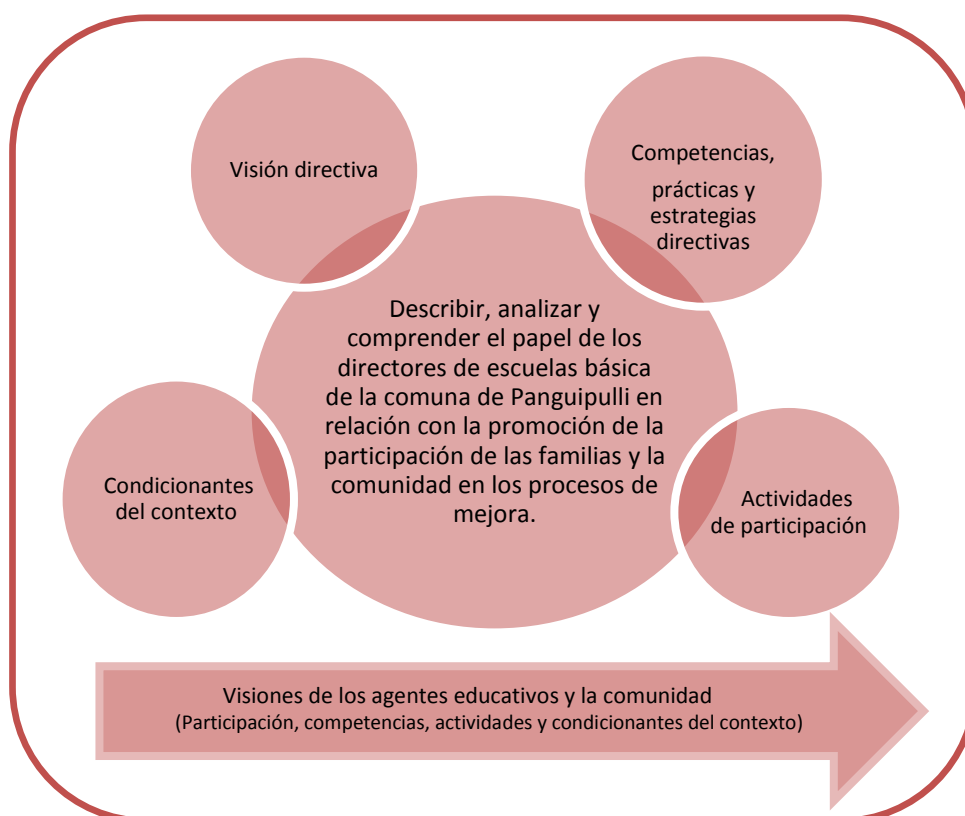 Visión directiva
Competencias,
prácticas y
estrategias
directivas
Describir, analizar y
comprender el papel de los
directores de escuelas básica
de la comuna de Panguipulli en
relación con la promoción de la
participación de las familias y la
comunidad en los procesos de
mejora.
Condicionantes
del contexto
Actividades
de participación
Visiones de los agentes educativos y la comunidad
(Participación, competencias, actividades y condicionantes del contexto)